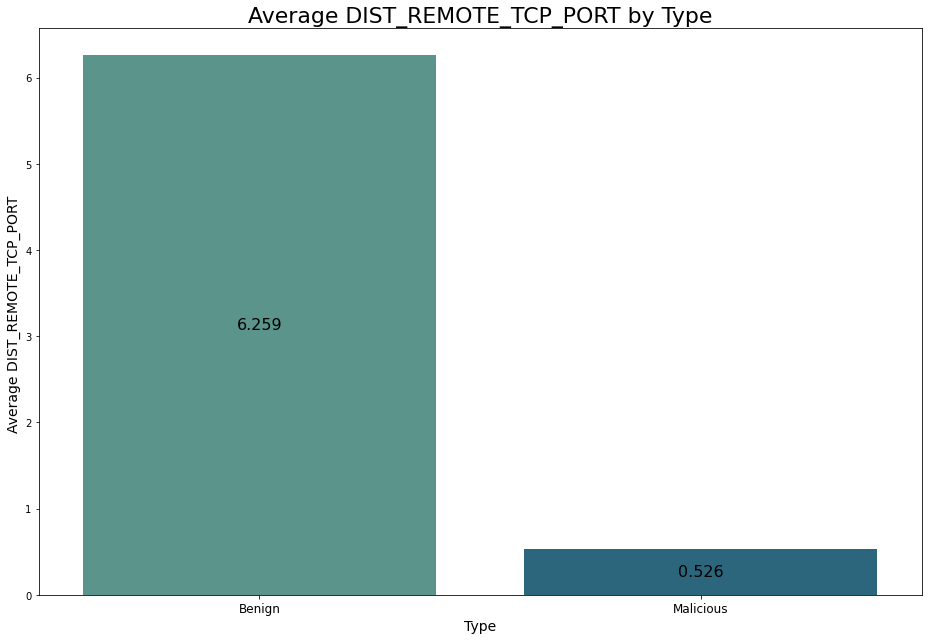 Average DIST_REMOTE_TCP_PORT by Type
Average DIST_REMOTE_TCP_PORT
6
5
4
3
2
1
0
6.259
0.526
Benign
Malicious
Type